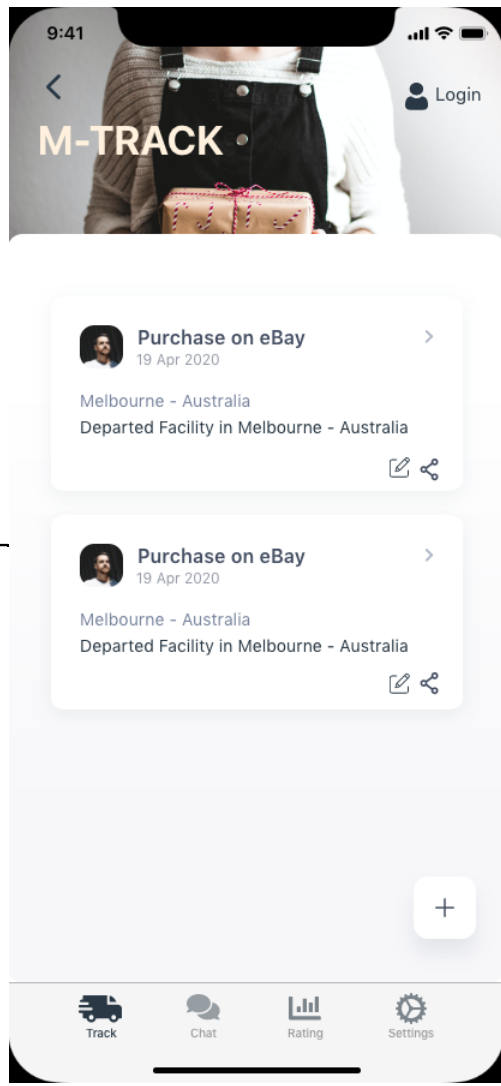 9:41
Login
M-TRACK
Purchase on eBay
19 Apr 2020
Melbourne - Australia
Departed Facility in Melbourne - Australia
Purchase on eBay
19 Apr 2020
Melbourne - Australia
Departed Facility in Melbourne - Australia
Track
Chat
Rating
Settings